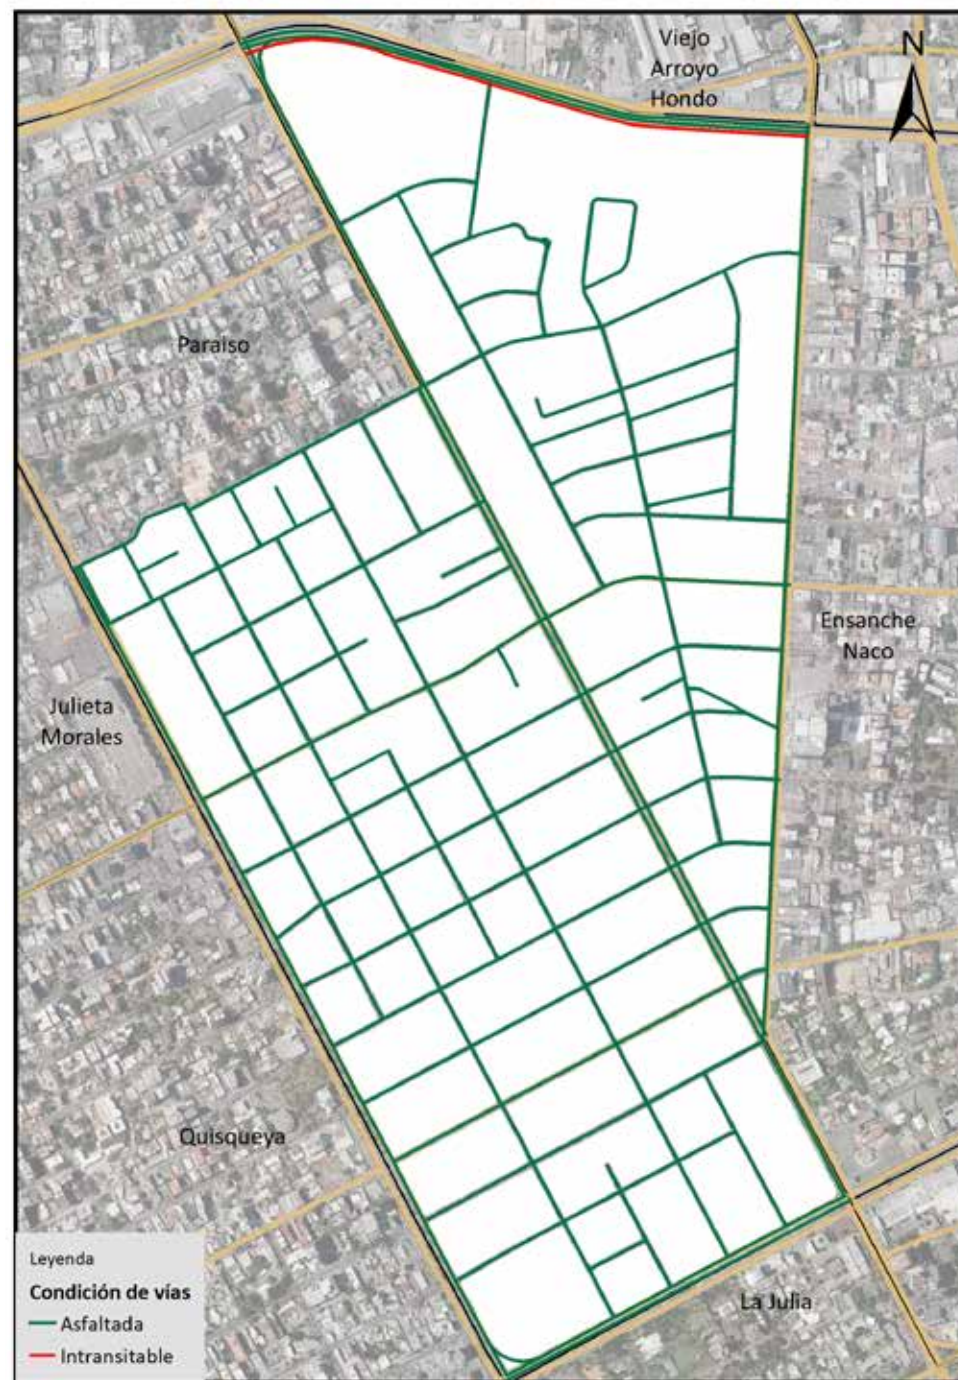 Viejo
Arroyo
Hondo
N
Paraiso
Ensanche
Naco
Julieta
Morales
Quisqueya
La Julia
Leyenda
Condición de vías
Asfaltada
Intransitable